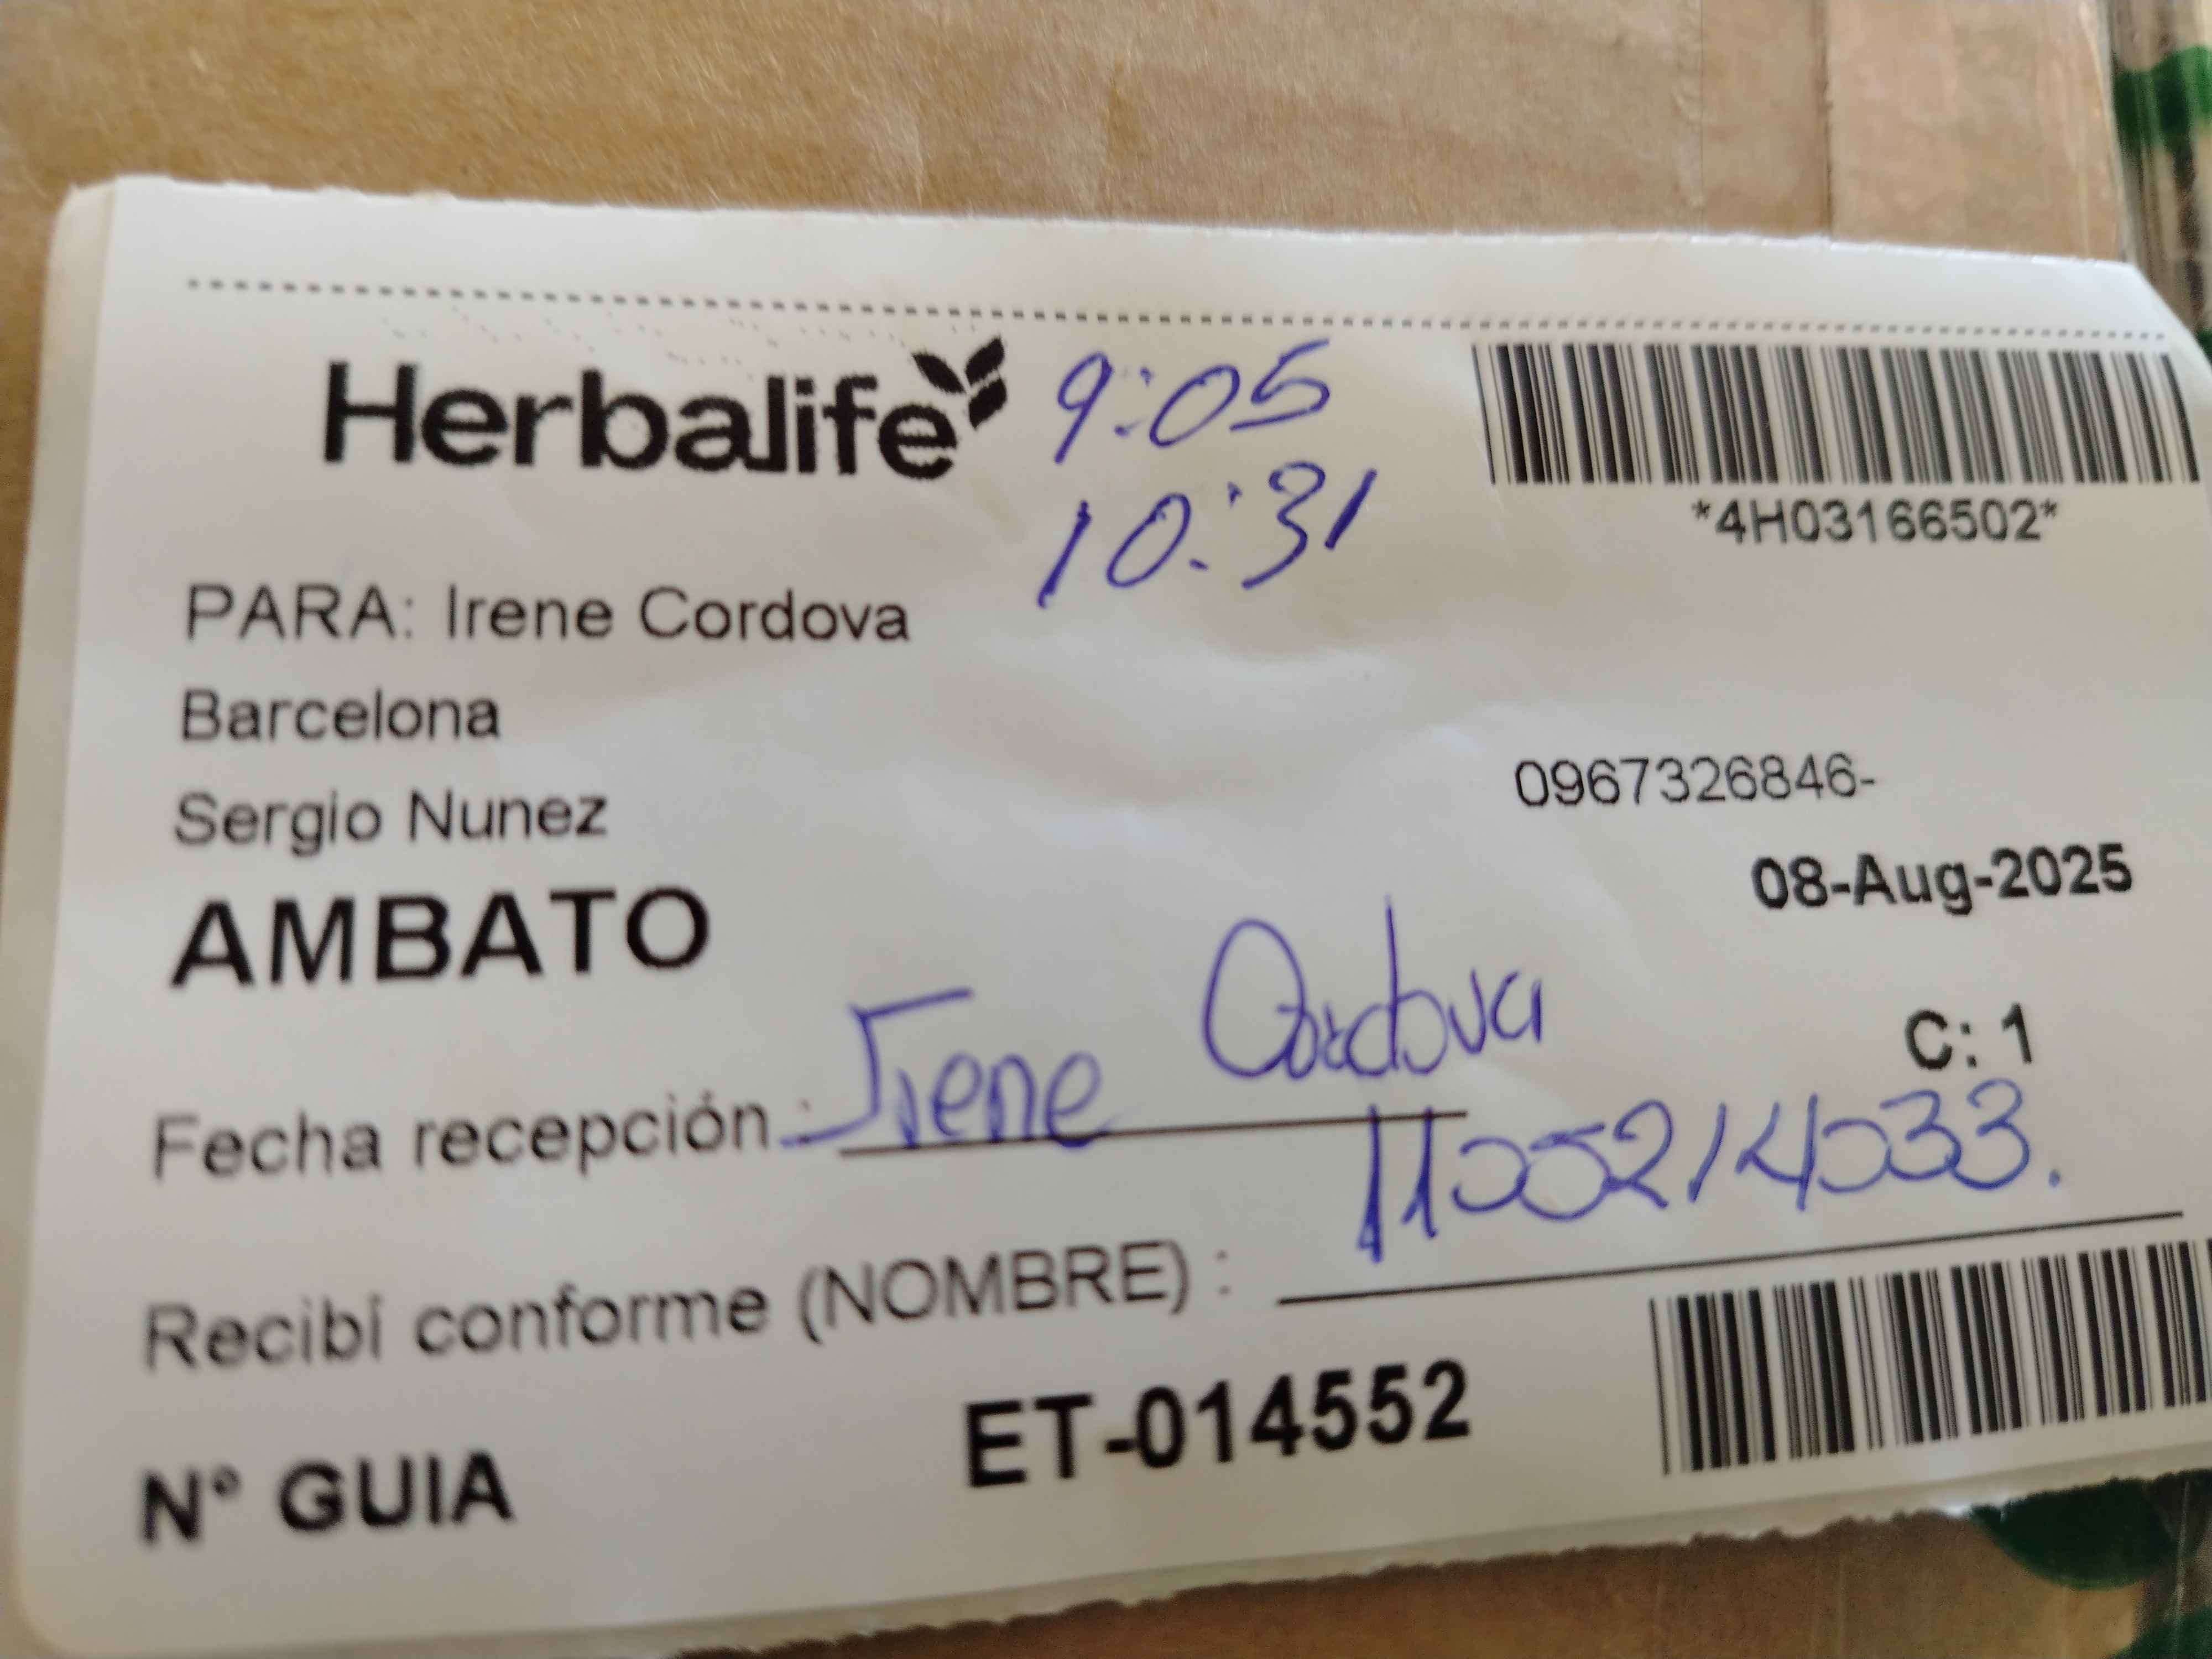 Herbalife
9:05
10:31
*4H03166502*
PARA: Irene Cordova
Barcelona
Sergio Nunez
0967326846-
AMBATO
08-Aug-2025
C: 1
Fecha recepción : Irene Cordova
1100214033.
Recibí conforme (NOMBRE) :
N° GUIA ET-014552